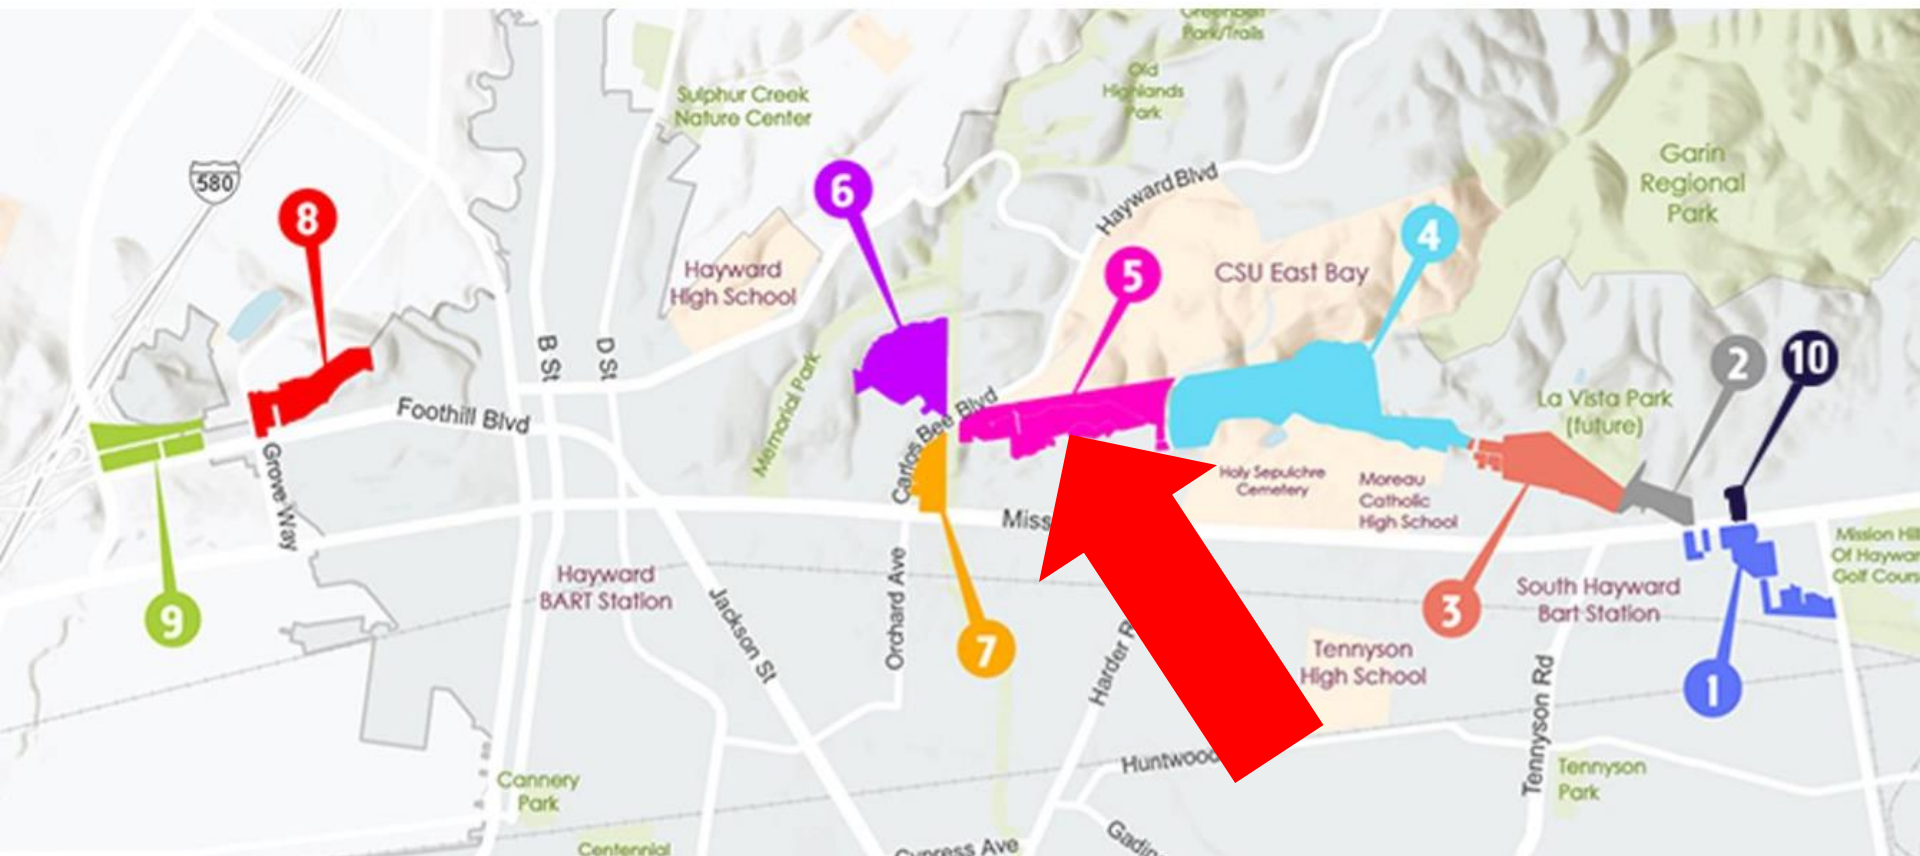 Greenbelt
Park/Trails
Old
Highlands
Park
Sulphur Creek
Nature Center
580
Garin
Regional
Park
Hayward Blvd
6
8
4
5
CSU East Bay
Hayward
High School
B St
D St
2
10
Memorial Park
La Vista Park
(future)
Foothill Blvd
Carlos Bee Blvd
Grove Way
Holy Sepulchre
Cemetery
Moreau
Catholic
High School
Miss
Mission Hil
Of Haywar
Golf Cours
Hayward
BART Station
South Hayward
Bart Station
9
3
7
1
Orchard Ave
Jackson St
Harder R
Tennyson
High School
Tennyson Rd
Huntwood
Tennyson
Park
Cannery
Park
Centennial
Cypress Ave
Gadin